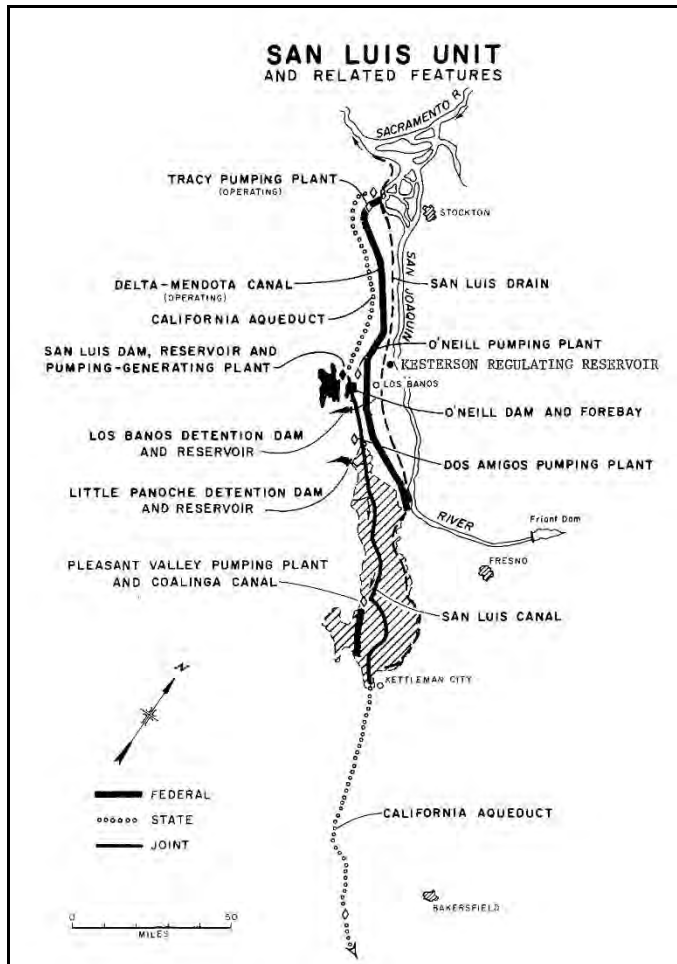 SAN LUIS UNIT
AND RELATED FEATURES
SACRAMENTO R
TRACY PUMPING PLANT
(OPERATING)
STOCKTON
SAN JOAQUIN
DELTA-MENDOTA CANAL
(OPERATING)
SAN LUIS DRAIN
CALIFORNIA AQUEDUCT
O'NEILL PUMPING PLANT
SAN LUIS DAM, RESERVOIR AND
PUMPING-GENERATING PLANT
KESTERSON REGULATING RESERVOIR
LOS BANOS
O'NEILL DAM AND FOREBAY
LOS BANOS DETENTION DAM
AND RESERVOIR
DOS AMIGOS PUMPING PLANT
LITTLE PANOCHE DETENTION DAM
AND RESERVOIR
RIVER
Friant Dam
PLEASANT VALLEY PUMPING PLANT
AND COALINGA CANAL
FRESNO
SAN LUIS CANAL
KETTLEMAN CITY
N
FEDERAL
STATE
JOINT
CALIFORNIA AQUEDUCT
BAKERSFIELD
0 50
MILES